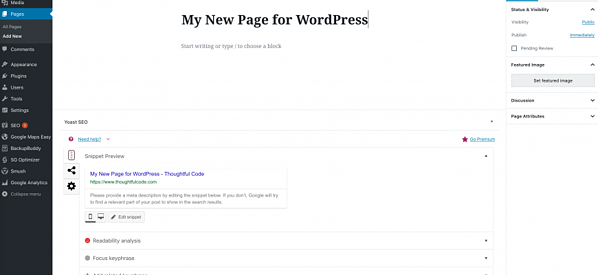 Media
Pages
All Pages
Add New
Comments
Appearance
Plugins
Users
Tools
Settings
SEO
Google Maps Easy
BackupBuddy
SG Optimizer
Smush
Google Analytics
Collapse menu
My New Page for WordPress
Start writing or type / to choose a block
Yoast SEO
Need help?
Go Premium
Snippet Preview
My New Page for WordPress - Thoughtful Code
https://www.thoughtfulcode.com
Please provide a meta description by editing the snippet below. If you don't, Google will try
to find a relevant part of your post to show in the search results.
Edit snippet
Readability analysis
Focus keyphrase
Status & Visibility
Visibility Public
Publish Immediately
Pending Review
Featured Image
Set featured image
Discussion
Page Attributes